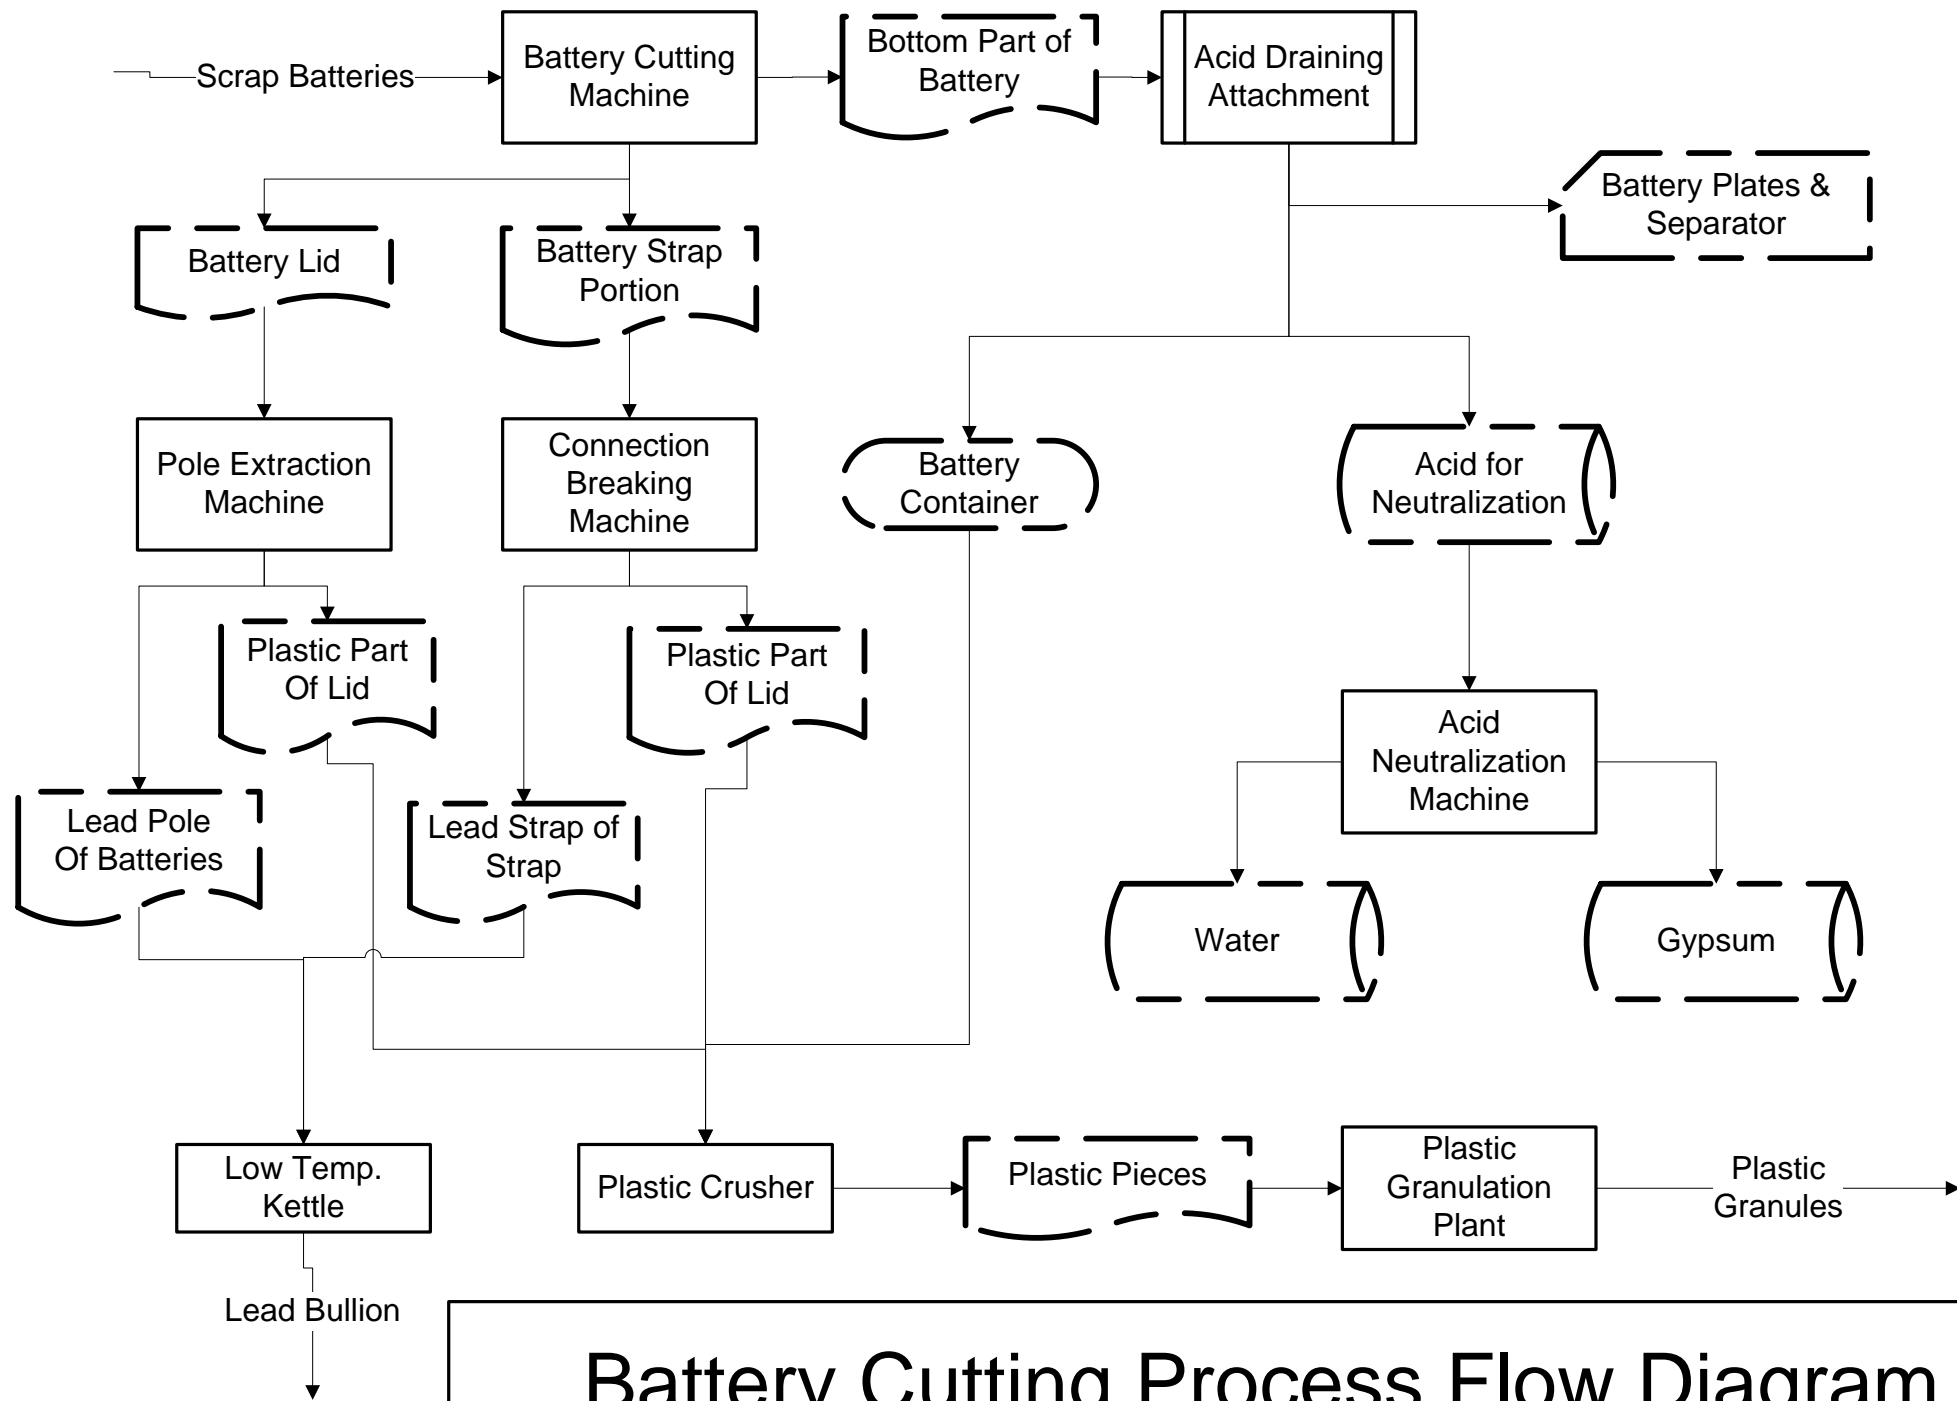 Scrap Batteries
Battery Cutting
Machine
Bottom Part of
Battery
Acid Draining
Attachment
Battery Plates &
Separator
Battery Lid
Battery Strap
Portion
Pole Extraction
Machine
Connection
Breaking
Machine
Battery
Container
Acid for
Neutralization
Plastic Part
Of Lid
Plastic Part
Of Lid
Lead Pole
Of Batteries
Lead Strap of
Strap
Acid
Neutralization
Machine
Water
Gypsum
Low Temp.
Kettle
Plastic Crusher
Plastic Pieces
Plastic
Granulation
Plant
Plastic
Granules
Lead Bullion
Battery Cutting Process Flow Diagram